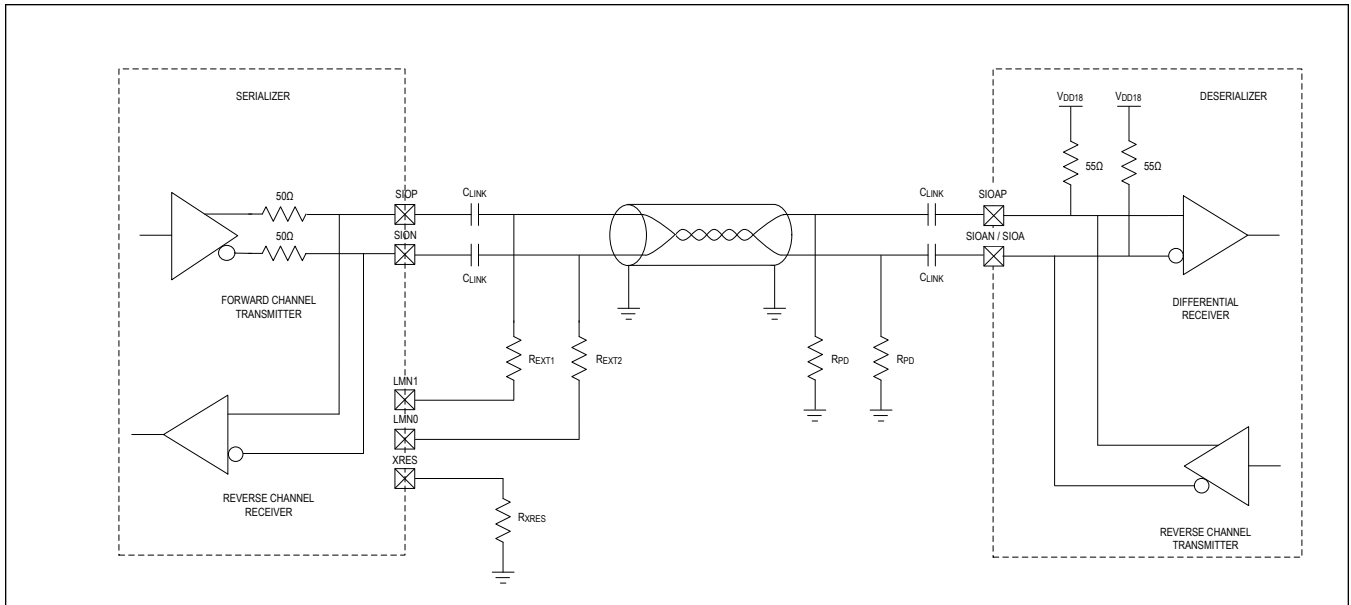 SERIALIZER
DESERIALIZER
VDD18
VDD18
55Ω
55Ω
50Ω
50Ω
SIOP
SION
CLINK
CLINK
CLINK
CLINK
SIOAP
SIOAN / SIOA
FORWARD CHANNEL
TRANSMITTER
DIFFERENTIAL
RECEIVER
REXT1
REXT2
RPD
RPD
LMN1
LMN0
XRES
RXRES
REVERSE CHANNEL
RECEIVER
REVERSE CHANNEL
TRANSMITTER